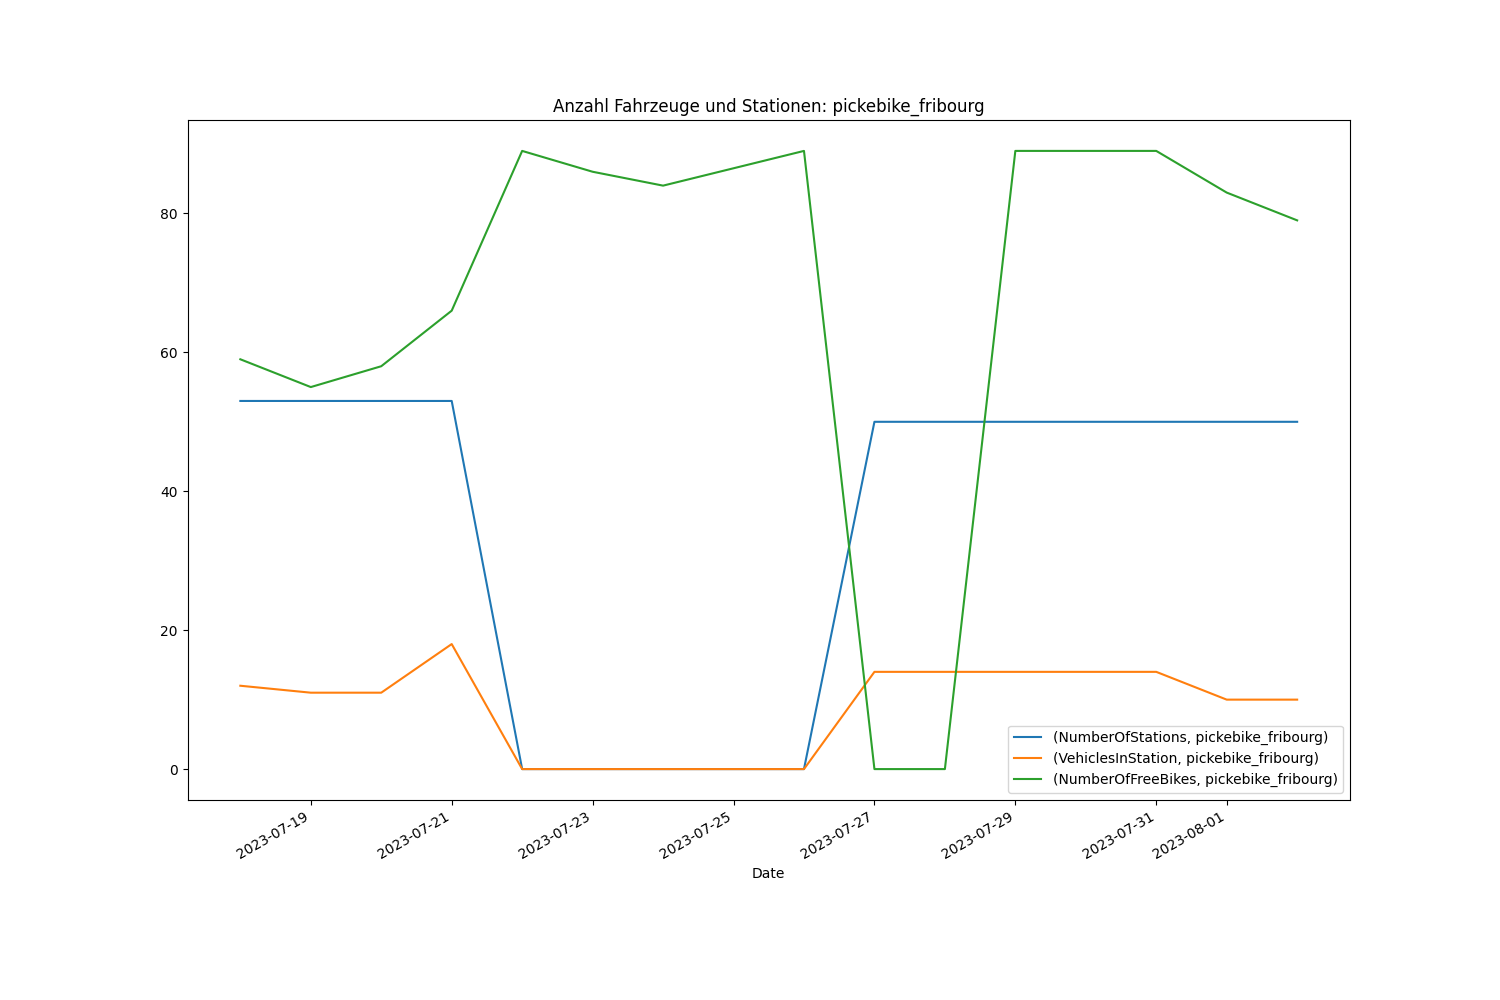 Anzahl Fahrzeuge und Stationen: pickebike_fribourg
80
60
40
20
0
(NumberOfStations, pickebike_fribourg)
(VehiclesInStation, pickebike_fribourg)
(NumberOfFreeBikes, pickebike_fribourg)
2023-07-19
2023-07-21
2023-07-23
2023-07-25
2023-07-27
2023-07-29
2023-07-31
2023-08-01
Date